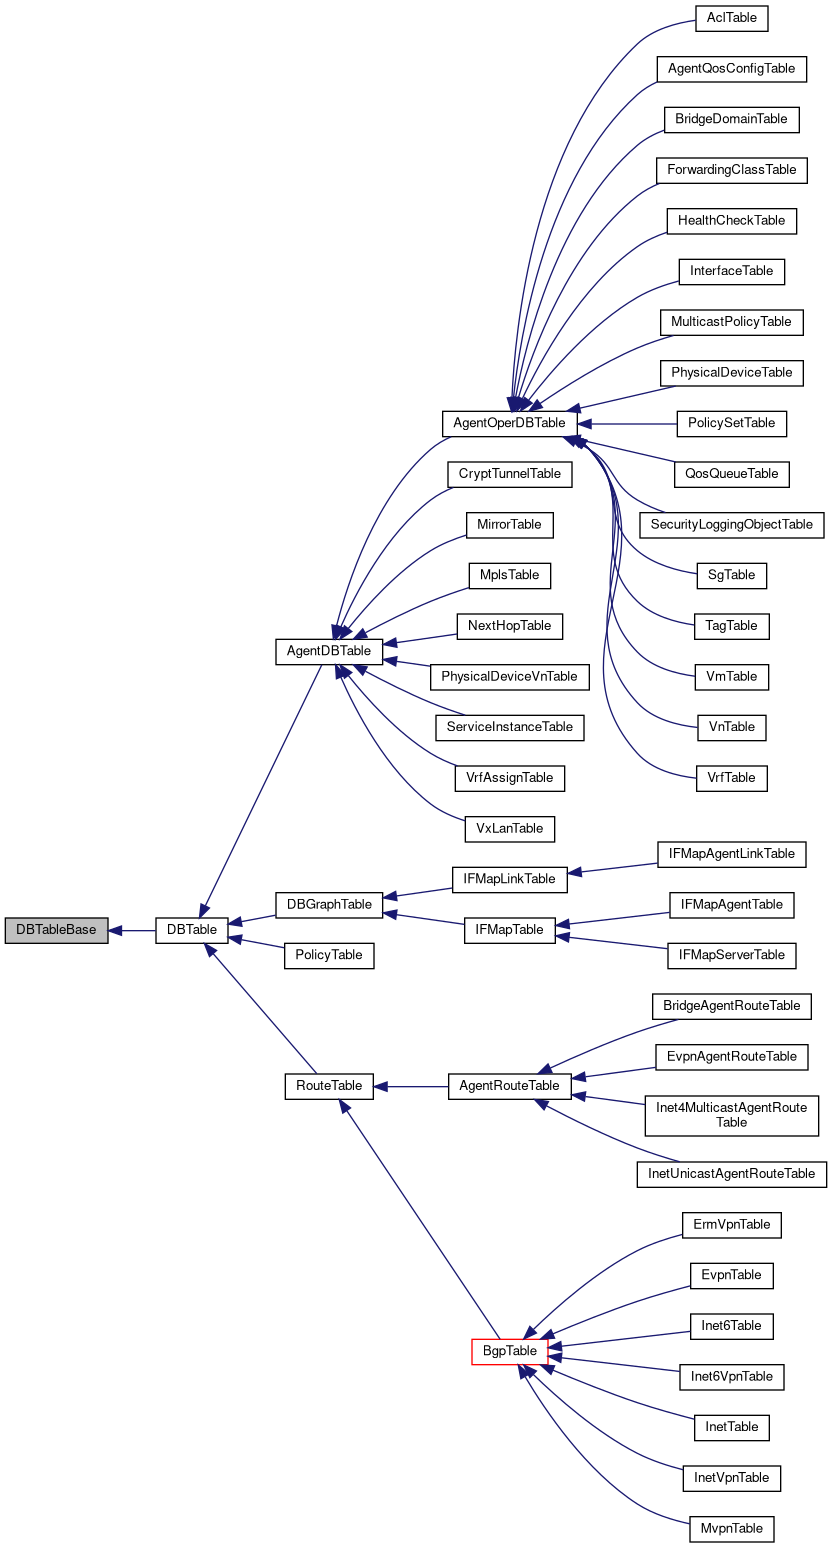 AclTable
AgentQosConfigTable
BridgeDomainTable
ForwardingClassTable
HealthCheckTable
InterfaceTable
MulticastPolicyTable
PhysicalDeviceTable
AgentOperDBTable
PolicySetTable
CryptTunnelTable
QosQueueTable
MirrorTable
SecurityLoggingObjectTable
MplsTable
SgTable
NextHopTable
TagTable
AgentDBTable
PhysicalDeviceVnTable
VmTable
ServiceInstanceTable
VnTable
VrfAssignTable
VrfTable
VxLanTable
IFMapAgentLinkTable
IFMapLinkTable
DBGraphTable
IFMapAgentTable
DBTableBase
DBTable
IFMapTable
PolicyTable
IFMapServerTable
BridgeAgentRouteTable
EvpnAgentRouteTable
RouteTable
AgentRouteTable
Inet4MulticastAgentRoute
Table
InetUnicastAgentRouteTable
ErmVpnTable
EvpnTable
Inet6Table
BgpTable
Inet6VpnTable
InetTable
InetVpnTable
MvpnTable